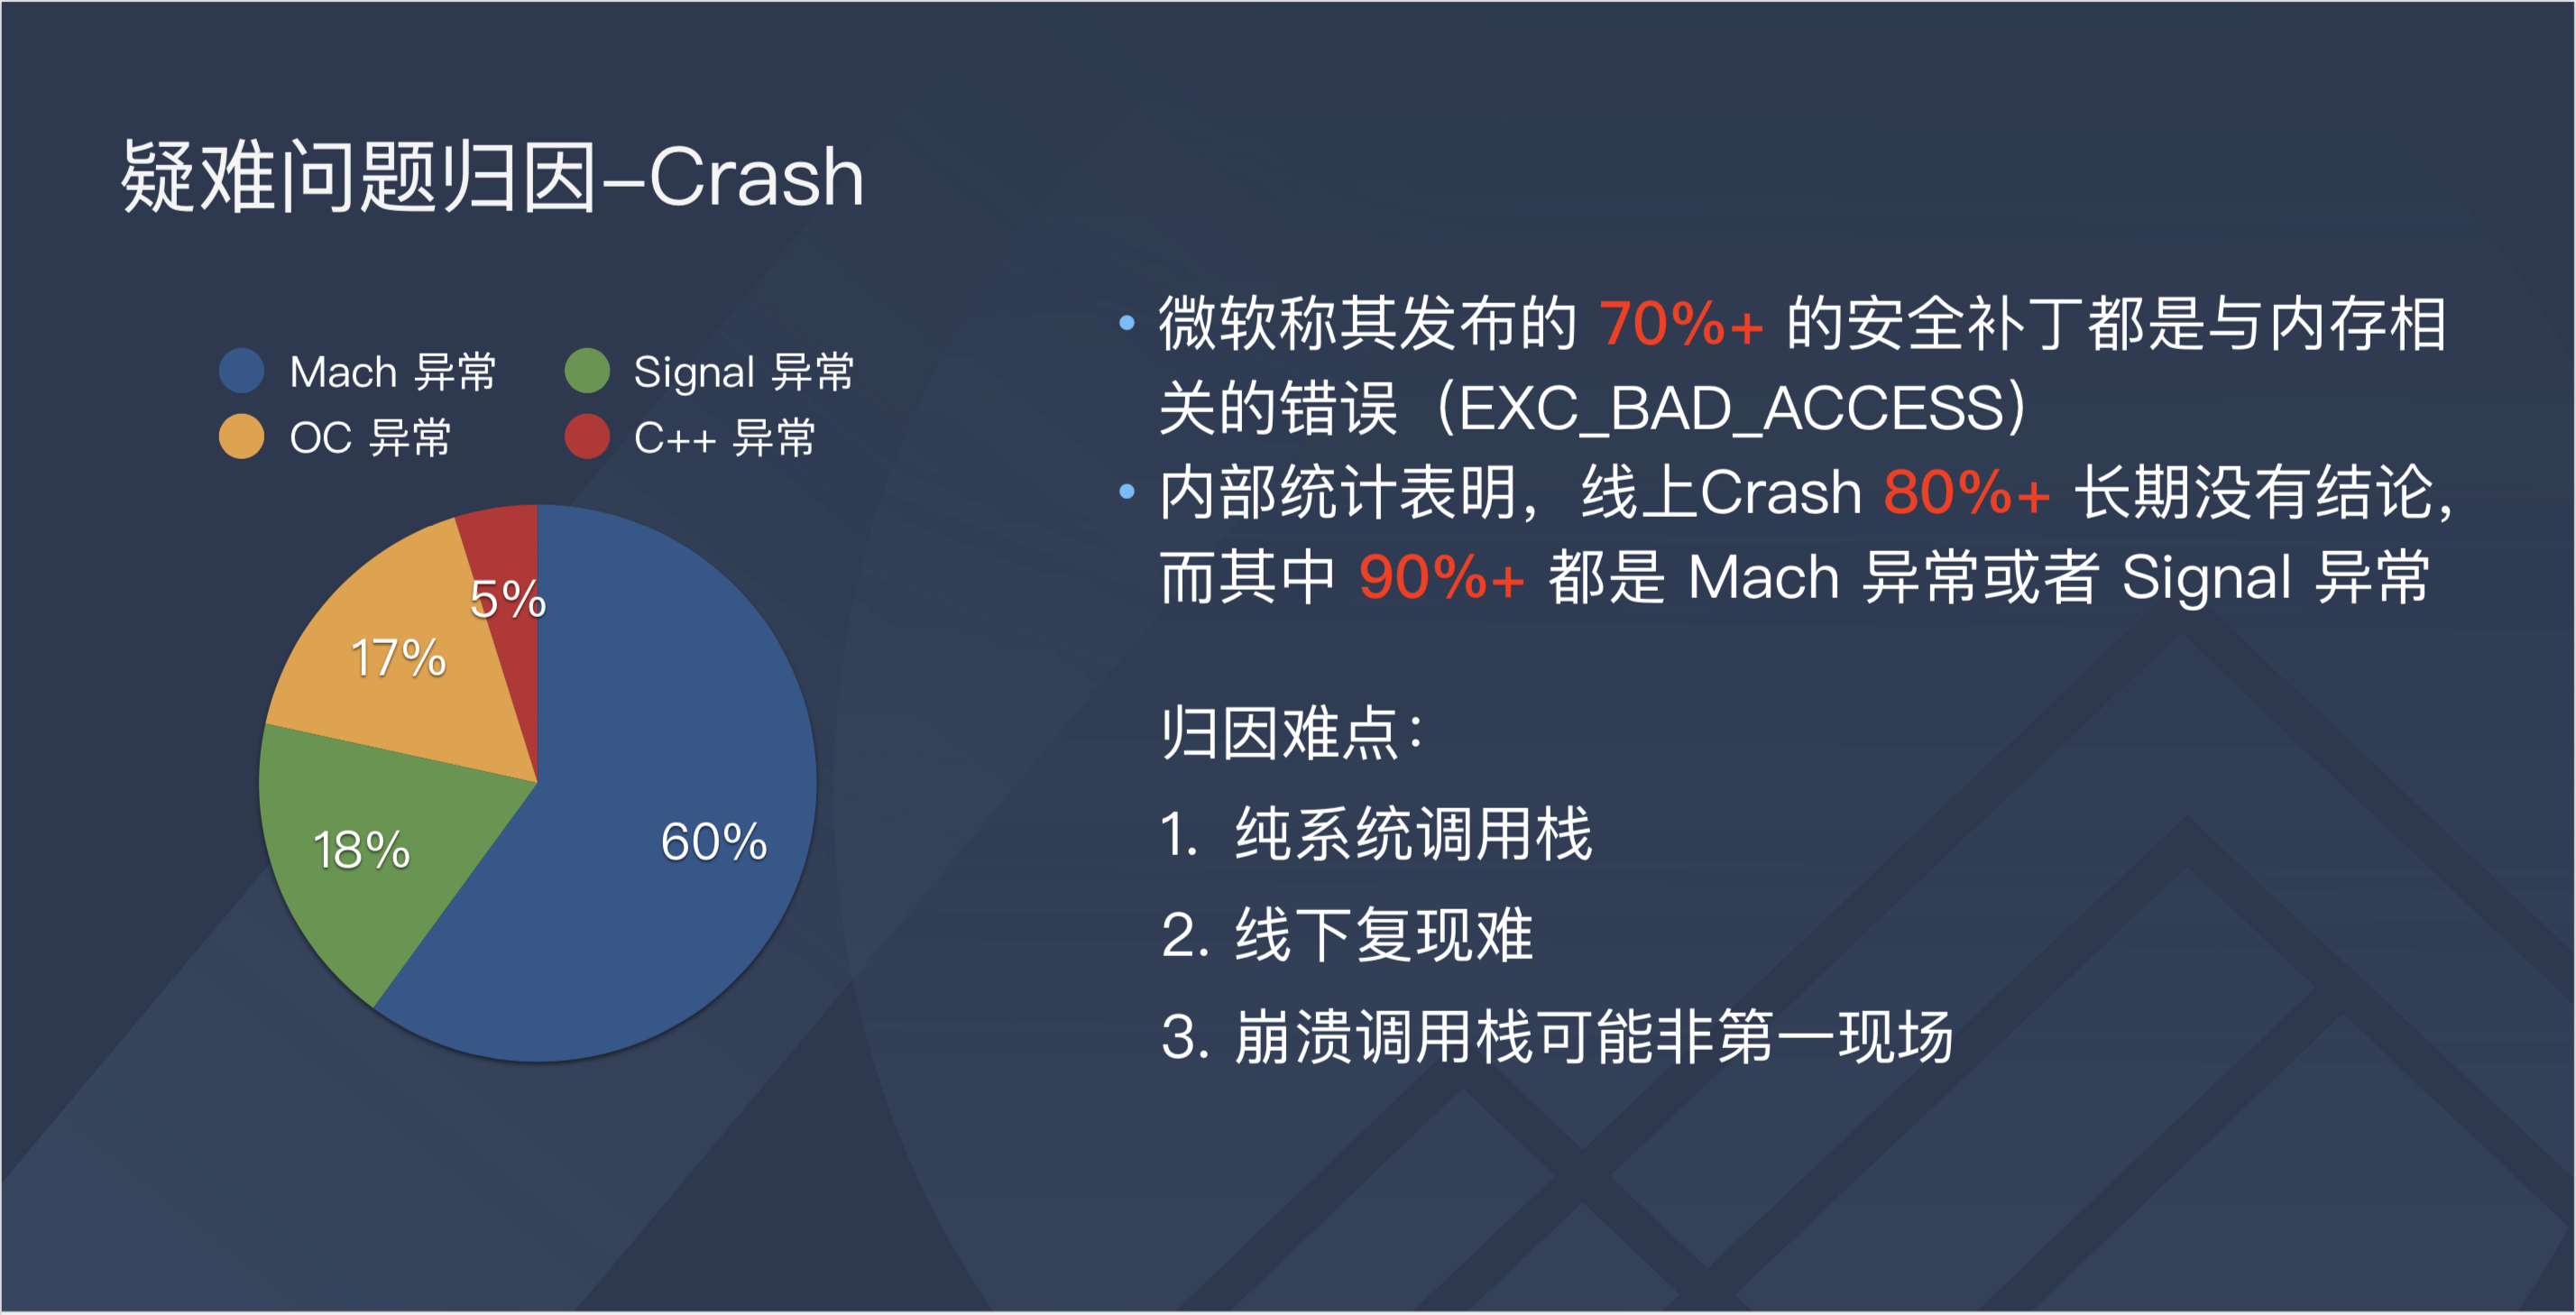 疑难问题归因–Crash
Mach 异常
Signal 异常
OC 异常
C++ 异常
5%
17%
18%
60%
• 微软称其发布的 70%+ 的安全补丁都是与内存相
关的错误（EXC_BAD_ACCESS）
• 内部统计表明，线上Crash 80%+ 长期没有结论，
而其中 90%+ 都是 Mach 异常或者 Signal 异常
归因难点：
1. 纯系统调用栈
2. 线下复现难
3. 崩溃调用栈可能非第一现场